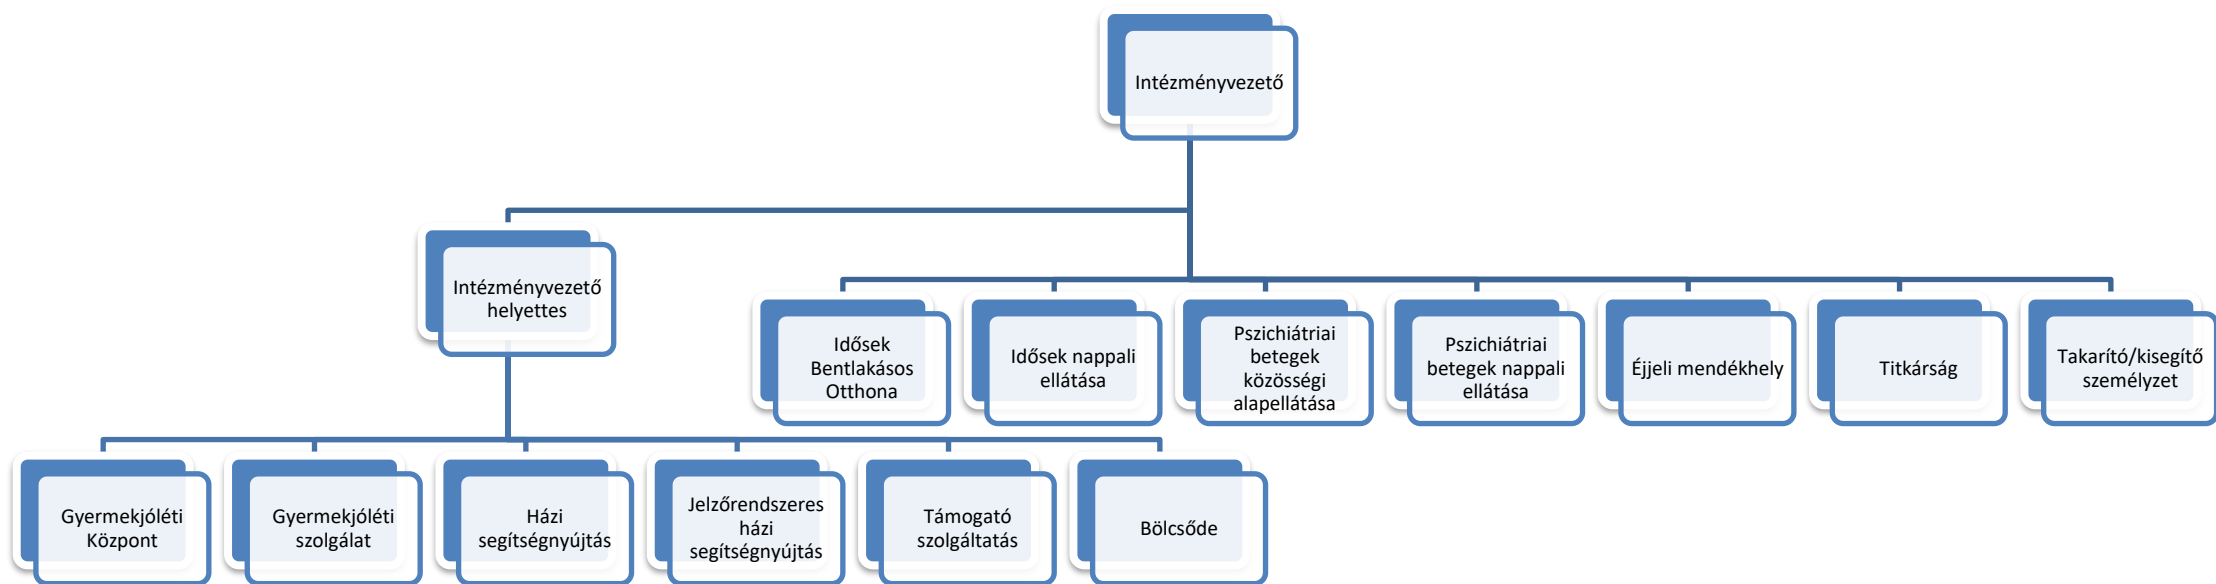 Intézményvezető
Intézményvezető
helyettes
Idősek
Bentlakásos
Otthona
Idősek nappali
ellátása
Pszichiátriai
betegek
közösségi
alapellátása
Pszichiátriai
betegek nappali
ellátása
Éjjeli mendékhely
Titkárság
Takarító/kisegítő
személyzet
Gyermekjóléti
Központ
Gyermekjóléti
szolgálat
Házi
segítségnyújtás
Jelzőrendszeres
házi
segítségnyújtás
Támogató
szolgáltatás
Bölcsőde